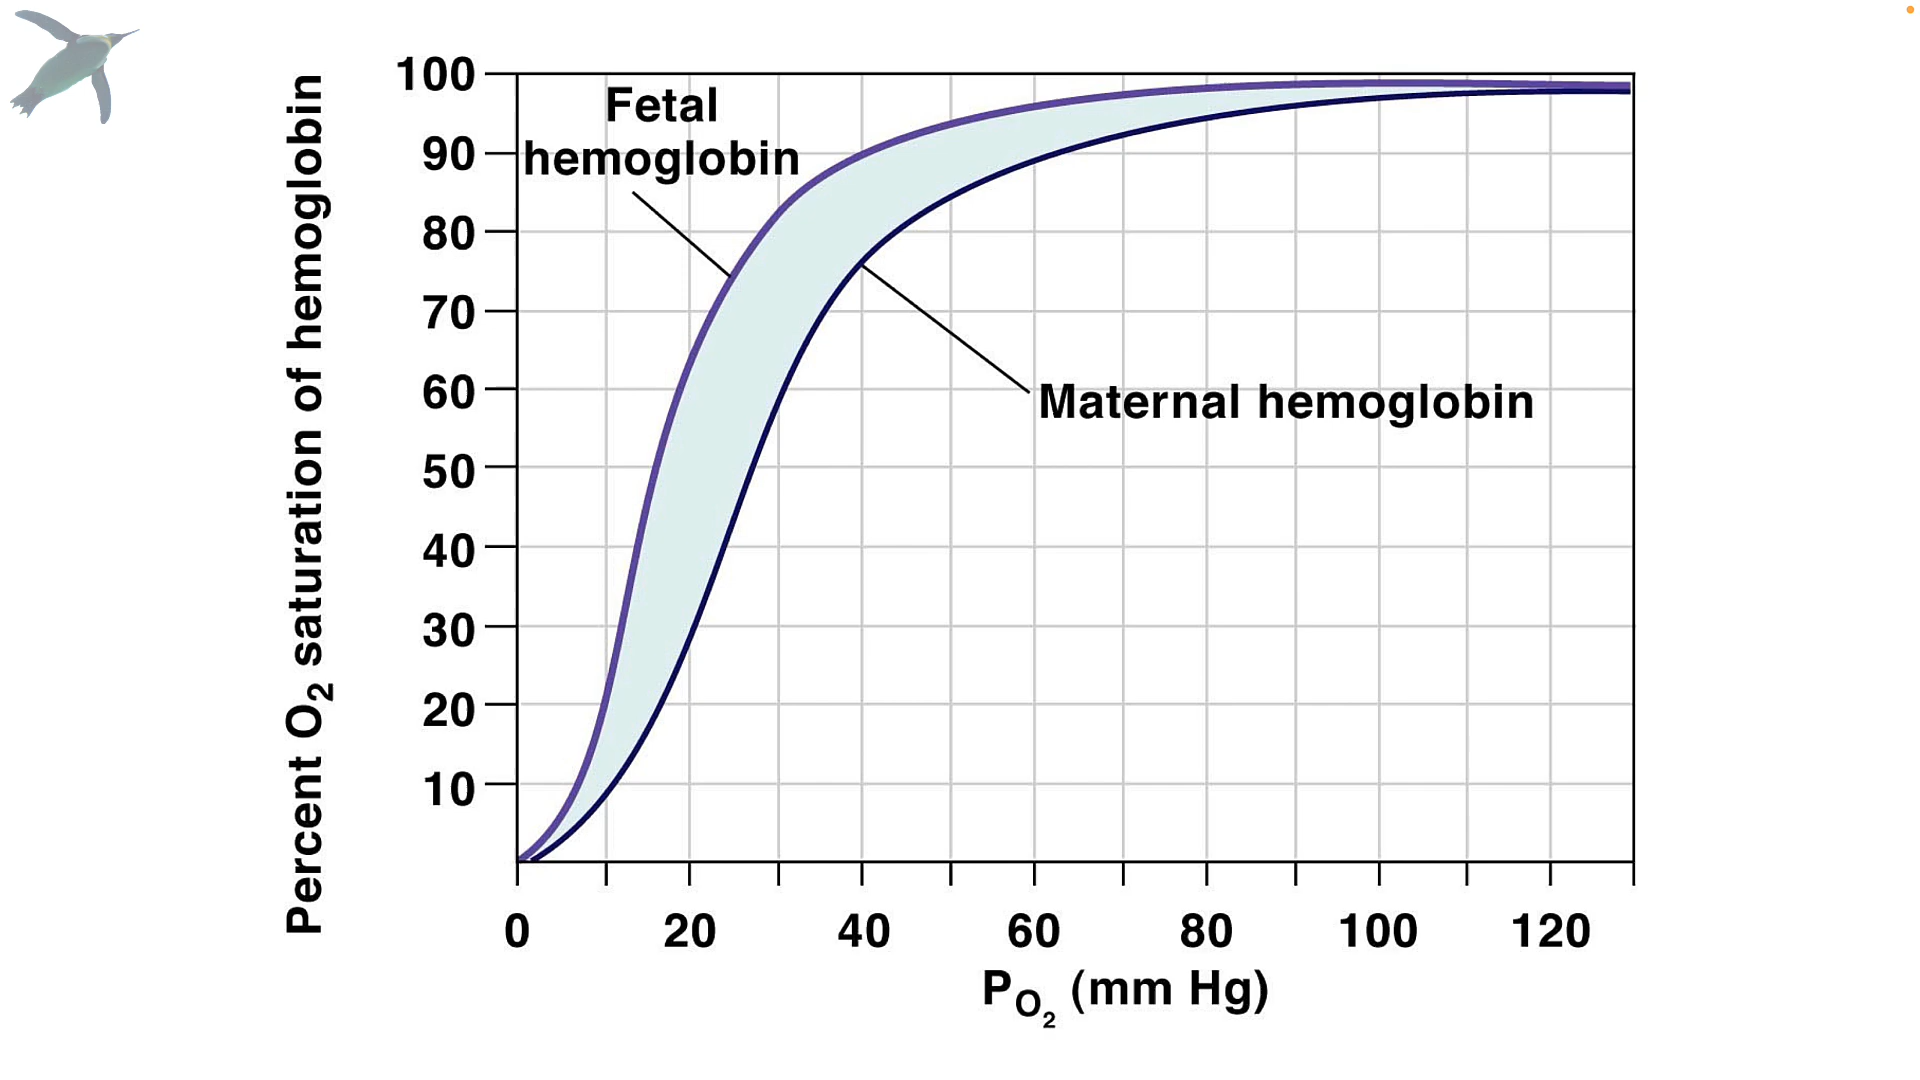 Percent O₂ saturation of hemoglobin
100
90
80
70
60
50
40
30
20
10
Fetal
hemoglobin
Maternal hemoglobin
0 20 40 60 80 100 120
P O₂ (mm Hg)